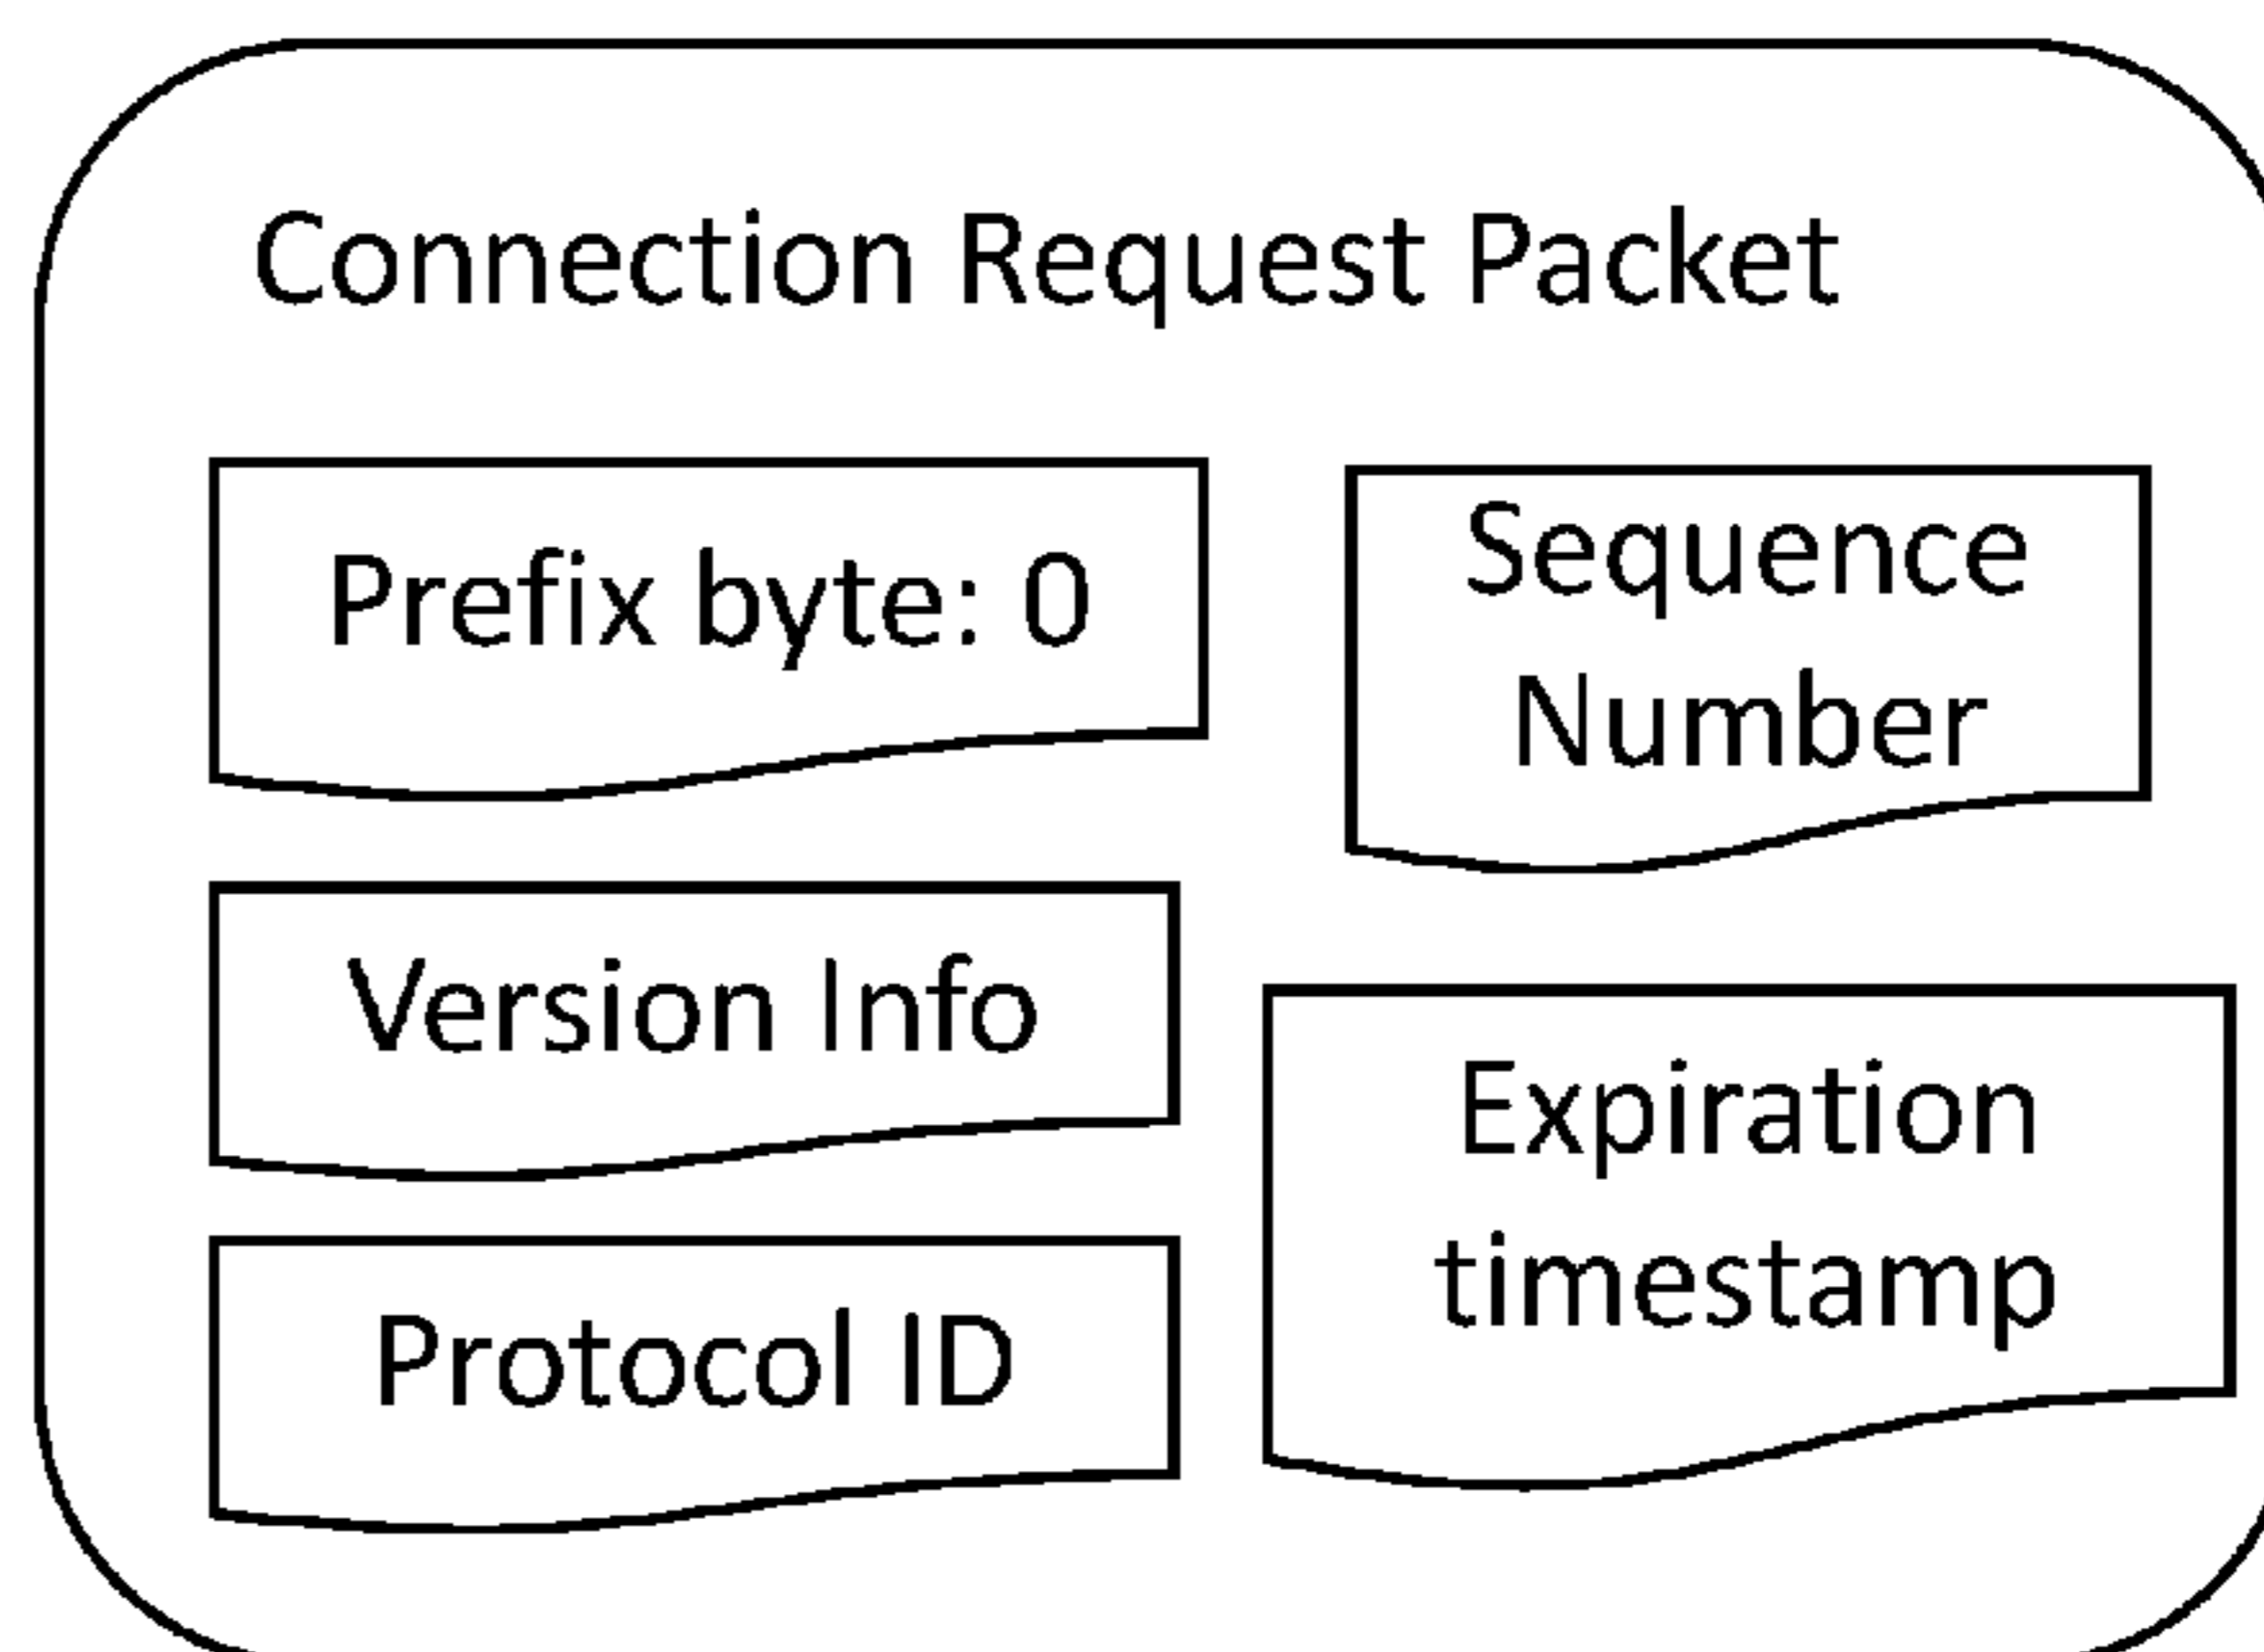 Connection Request Packet
Prefix byte: 0
Version Info
Protocol ID
Sequence
Number
Expiration
timestamp